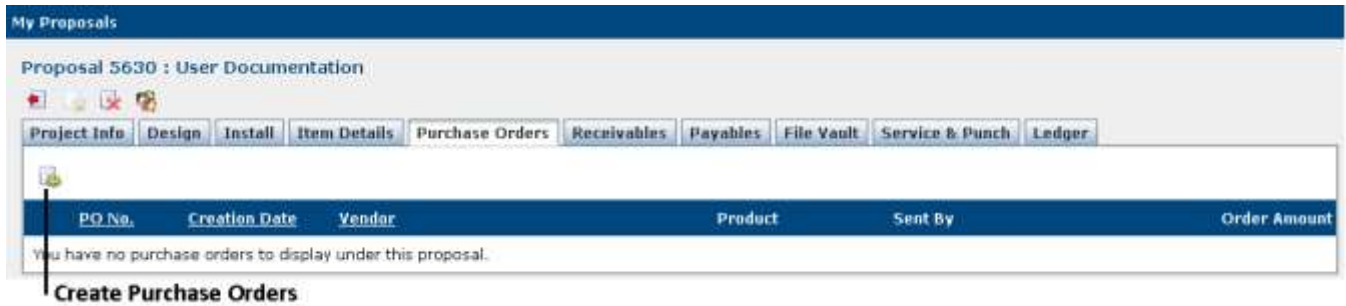 My Proposals
Proposal 5630 : User Documentation
Project Info Design Install Item Details Purchase Orders Receivables Payables File Vault Service & Punch Ledger
PO No. Creation Date Vendor Product Sent By Order Amount
You have no purchase orders to display under this proposal.
Create Purchase Orders